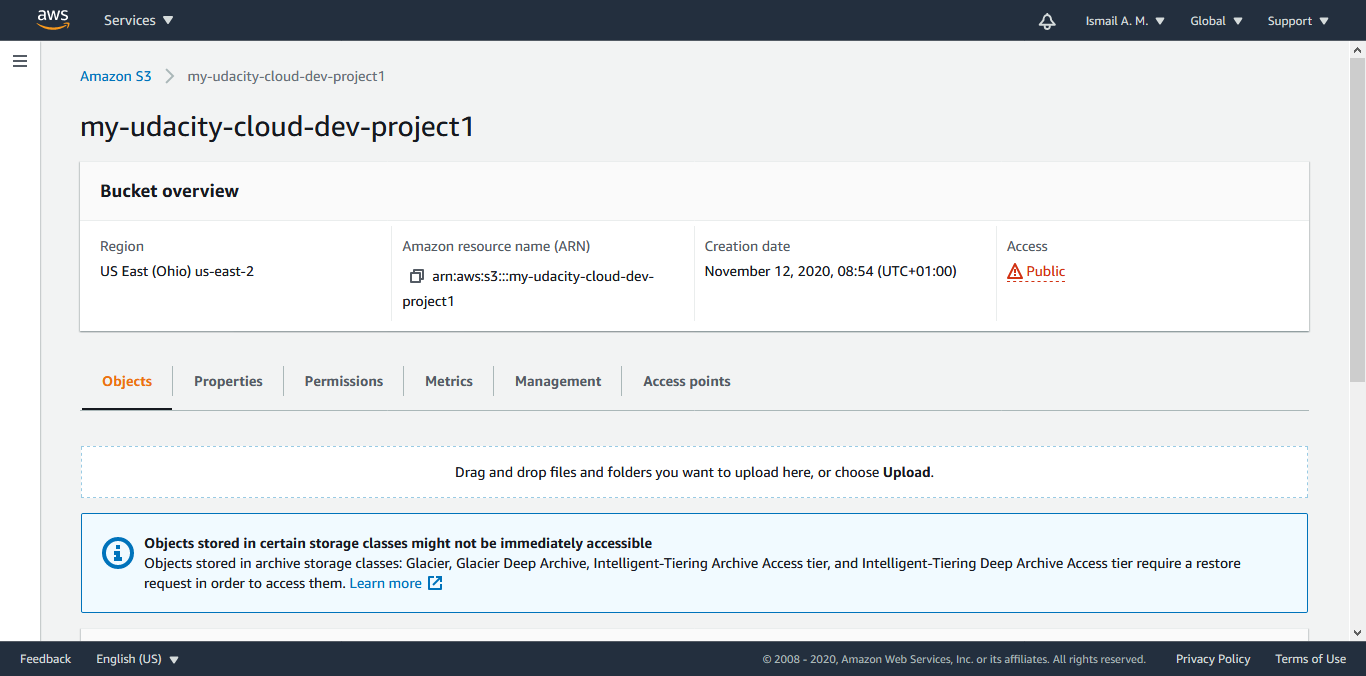 aws Services Ismail A. M. Global Support
Amazon S3 my-udacity-cloud-dev-project1
my-udacity-cloud-dev-project1
Bucket overview
Region
US East (Ohio) us-east-2
Amazon resource name (ARN)
arn:aws:s3:::my-udacity-cloud-dev-
project1
Creation date
November 12, 2020, 08:54 (UTC+01:00)
Access
Public
Objects Properties Permissions Metrics Management Access points
Drag and drop files and folders you want to upload here, or choose Upload.
Objects stored in certain storage classes might not be immediately accessible
Objects stored in archive storage classes: Glacier, Glacier Deep Archive, Intelligent-Tiering Archive Access tier, and Intelligent-Tiering Deep Archive Access tier require a restore
request in order to access them. Learn more
Feedback English (US) © 2008 - 2020, Amazon Web Services, Inc. or its affiliates. All rights reserved. Privacy Policy Terms of Use